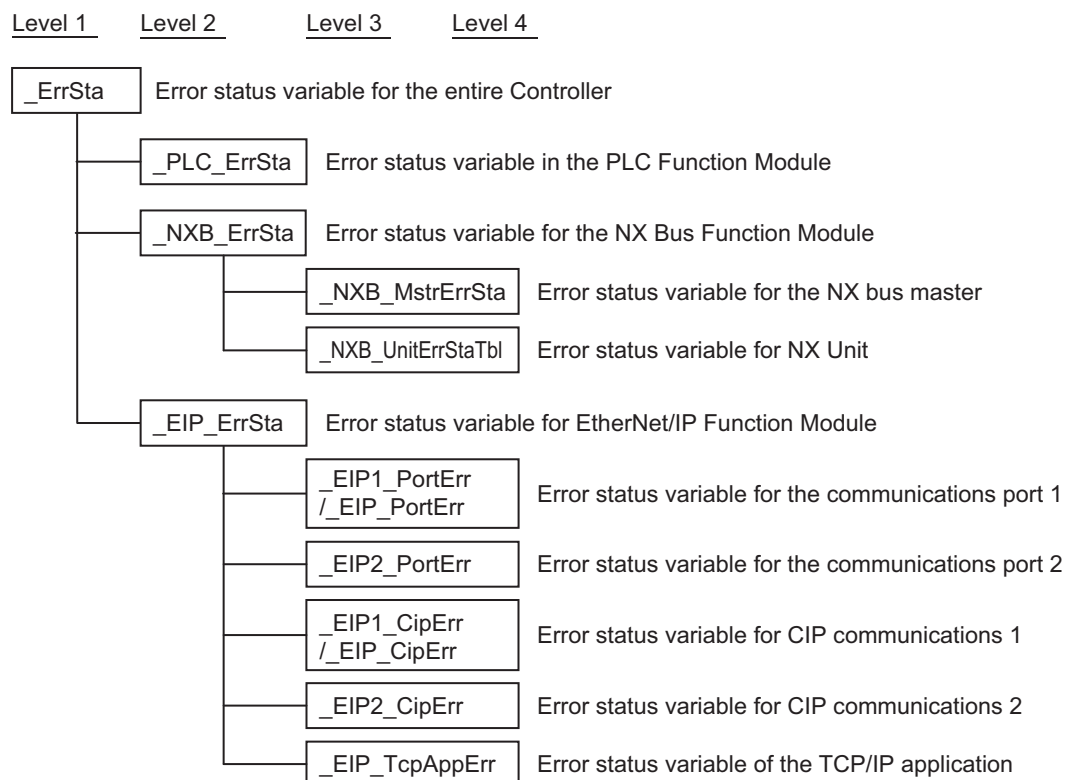 Level 1 Level 2 Level 3 Level 4
_ErrSta Error status variable for the entire Controller
_PLC_ErrSta Error status variable in the PLC Function Module
_NXB_ErrSta Error status variable for the NX Bus Function Module
_NXB_MstrErrSta Error status variable for the NX bus master
_NXB_UnitErrStaTbl Error status variable for NX Unit
_EIP_ErrSta Error status variable for EtherNet/IP Function Module
_EIP1_PortErr
/_EIP_PortErr Error status variable for the communications port 1
_EIP2_PortErr Error status variable for the communications port 2
_EIP1_CipErr
/_EIP_CipErr Error status variable for CIP communications 1
_EIP2_CipErr Error status variable for CIP communications 2
_EIP_TcpAppErr Error status variable of the TCP/IP application